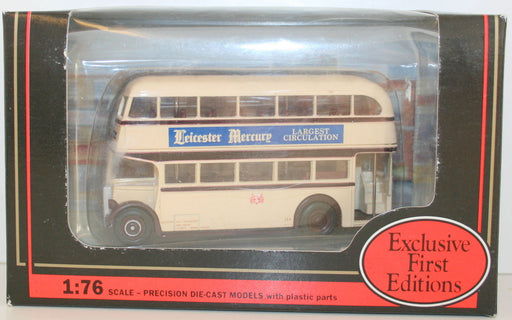 Leicester Mercury LARGEST
CIRCULATION
Exclusive
First
Editions
1:76 SCALE – PRECISION DIE-CAST MODELS with plastic parts